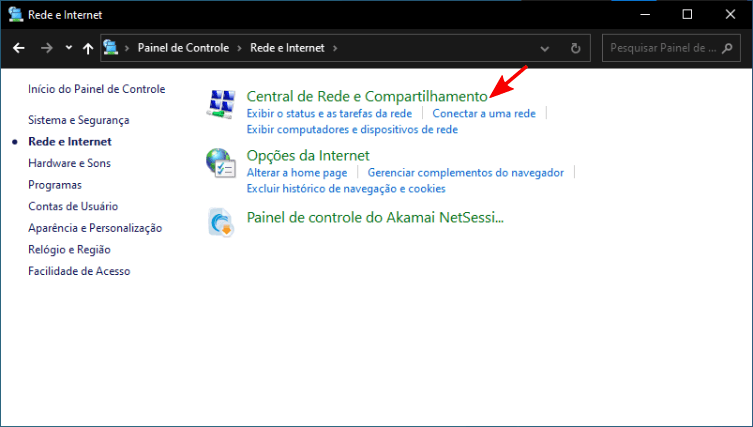 Rede e Internet
Painel de Controle > Rede e Internet >
Pesquisar Painel de ...
Início do Painel de Controle
Sistema e Segurança
Rede e Internet
Hardware e Sons
Programas
Contas de Usuário
Aparência e Personalização
Relógio e Região
Facilidade de Acesso
Central de Rede e Compartilhamento
Exibir o status e as tarefas da rede | Conectar a uma rede
Exibir computadores e dispositivos de rede
Opções da Internet
Alterar a home page | Gerenciar complementos do navegador
Excluir histórico de navegação e cookies
Painel de controle do Akamai NetSessi...